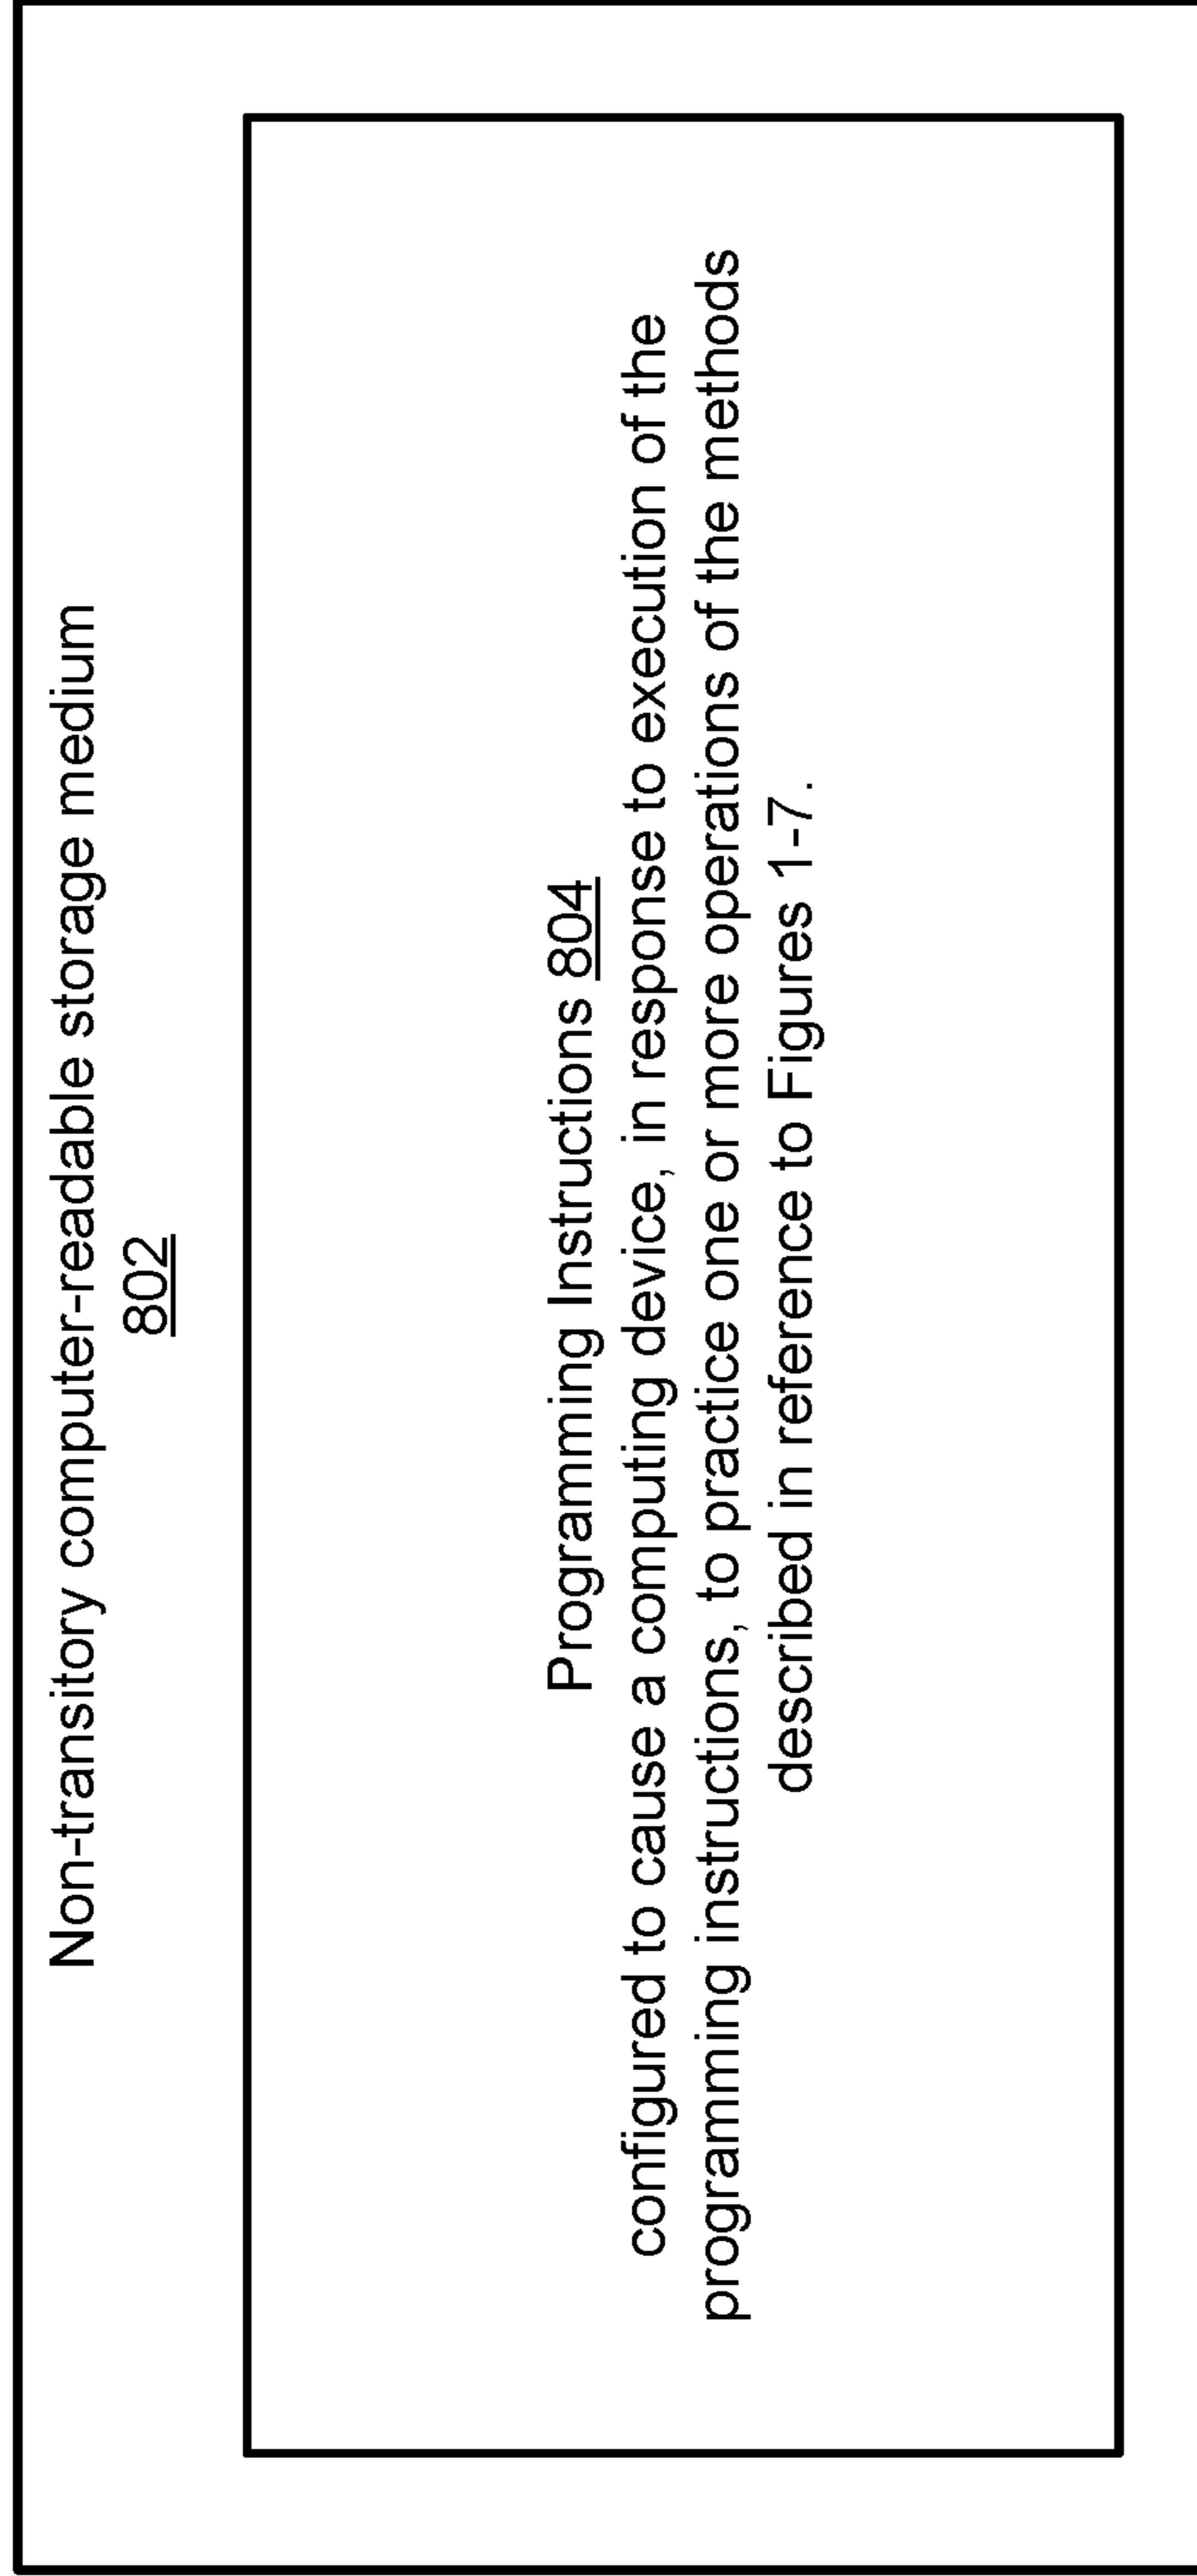 Non-transitory computer-readable storage medium
802
Programming Instructions 804
configured to cause a computing device, in response to execution of the
programming instructions, to practice one or more operations of the methods
described in reference to Figures 1-7.